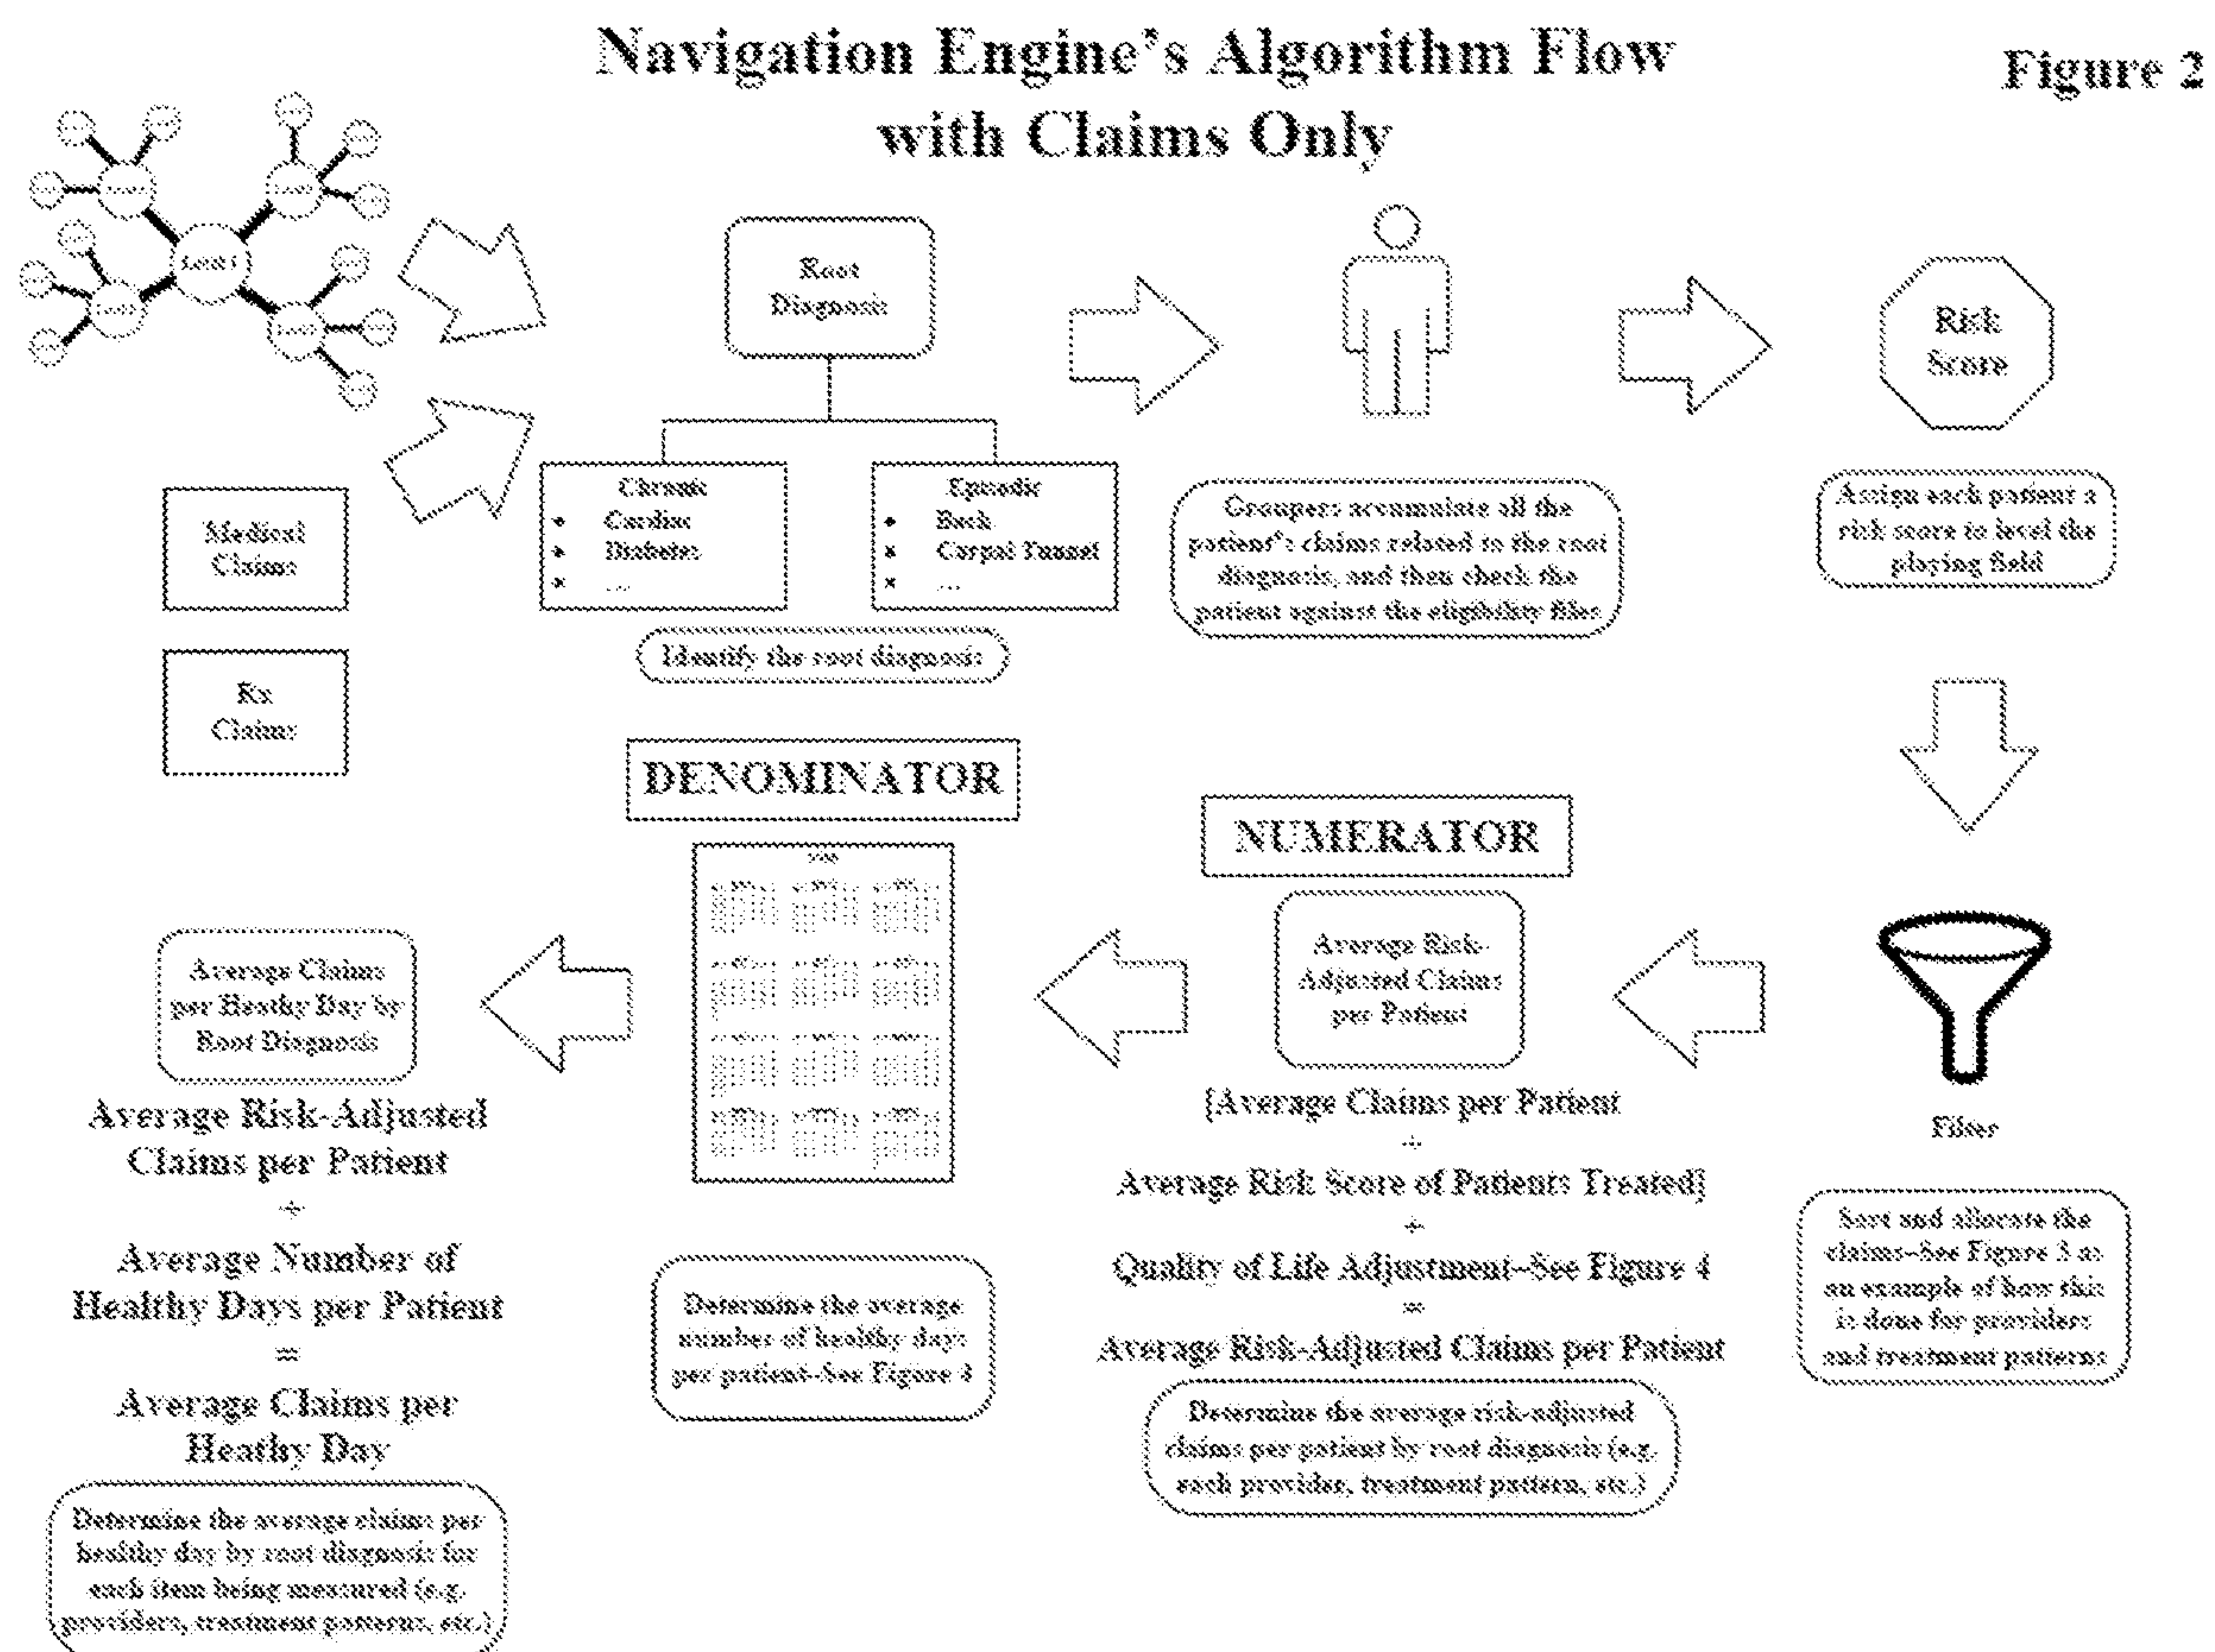 Navigation Engine's Algorithm Flow
with Claims Only
Figure 2
Level 1
Root
Diagnosis
Risk
Score
Medical
Claims
Rx
Claims
Chronic
• Cardiac
• Diabetes
• ...
Episodic
• Back
• Carpal Tunnel
• ...
Identify the root diagnosis
Groupers accumulate all the
patient's claims related to the root
diagnosis, and then check the
patient against the eligibility files
Assign each patient a
risk score to level the
playing field
DENOMINATOR
NUMERATOR
Average Risk-
Adjusted Claims
per Patient
[Average Claims per Patient
÷
Average Risk Score of Patients Treated]
+
Quality of Life Adjustment–See Figure 4
=
Average Risk-Adjusted Claims per Patient
Determine the average risk-adjusted
claims per patient by root diagnosis (e.g.
each provider, treatment pattern, etc.)
Filter
Sort and allocate the
claims–See Figure 3 as
an example of how this
is done for providers
and treatment patterns
Determine the average
number of healthy days
per patient–See Figure 4
Average Claims
per Heathy Day by
Root Diagnosis
Average Risk-Adjusted
Claims per Patient
÷
Average Number of
Healthy Days per Patient
=
Average Claims per
Heathy Day
Determine the average claims per
healthy day by root diagnosis for
each item being measured (e.g.
providers, treatment patterns, etc.)